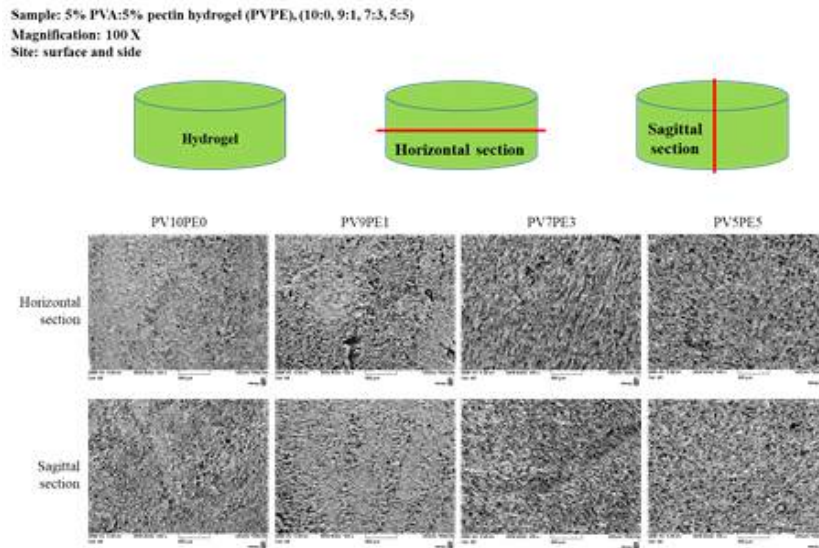 Sample: 5% PVA:5% pectin hydrogel (PVPE), (10:0, 9:1, 7:3, 5:5)
Magnification: 100 X
Site: surface and side
Hydrogel
Horizontal section
Sagittal
section
PV10PE0
PV9PE1
PV7PE3
PV5PE5
Horizontal
section
Sagittal
section